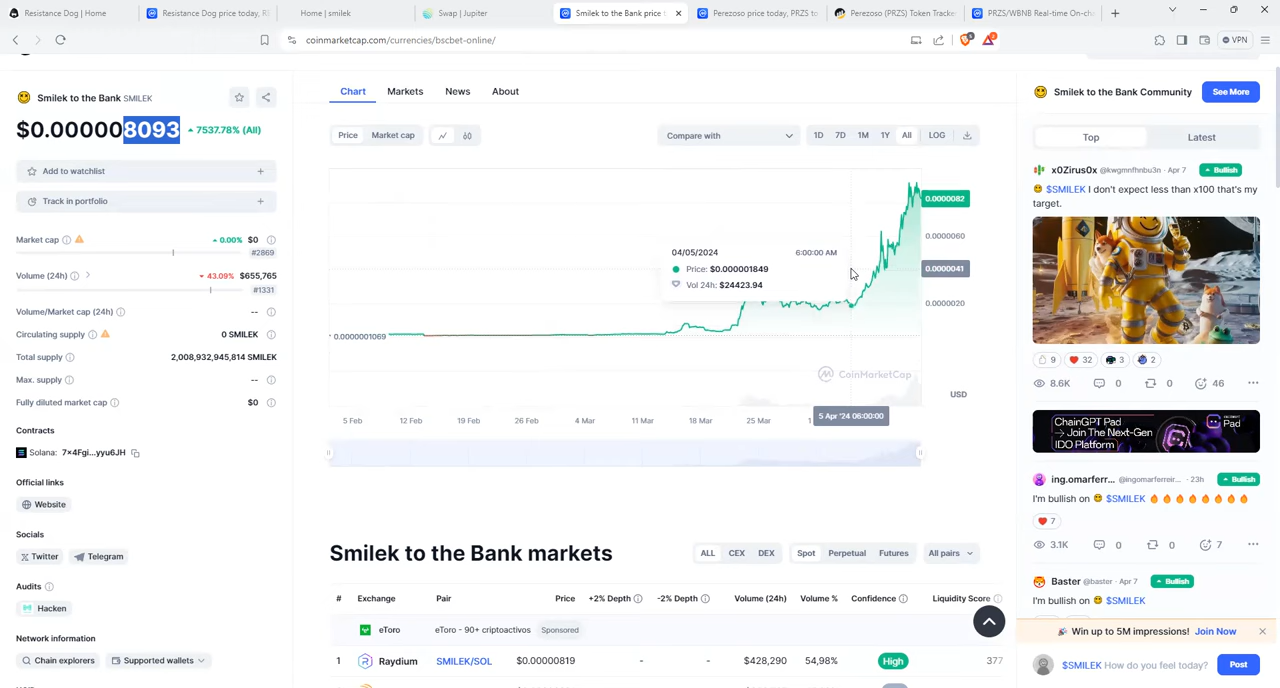 Resistance Dog | Home
Resistance Dog price today, R
Home | smilek
Swap | Jupiter
Smilek to the Bank price
Perezoso price today, PRZS to
Perezoso (PRZS) Token Tracke
PRZS/WBNB Real-time On-ch
coinmarketcap.com/currencies/bscbet-online/
VPN
Smilek to the Bank SMILEK
$0.000008093 7537.78% (All)
Add to watchlist +
Track in portfolio +
Market cap 0.00% $0
#2869
Volume (24h) 43.09% $655,765
#1331
Volume/Market cap (24h) --
Circulating supply 0 SMILEK
Total supply 2,008,932,945,814 SMILEK
Max. supply --
Fully diluted market cap $0
Contracts
Solana: 7x4Fgi...yyu6JH
Official links
Website
Socials
Twitter Telegram
Audits
Hacken
Network information
Chain explorers Supported wallets
Chart Markets News About
Price Market cap Compare with 1D 7D 1M 1Y All LOG
0.0000082
0.0000060
0.0000041
0.0000020
04/05/2024 6:00:00 AM
Price: $0.000001849
Vol 24h: $24423.94
0.0000001069
CoinMarketCap
USD
5 Feb 12 Feb 19 Feb 26 Feb 4 Mar 11 Mar 18 Mar 25 Mar 1 5 Apr '24 06:00:00
Smilek to the Bank markets
ALL CEX DEX Spot Perpetual Futures All pairs
# Exchange Pair Price +2% Depth -2% Depth Volume (24h) Volume % Confidence Liquidity Score
eToro eToro - 90+ criptoactivos Sponsored
1 Raydium SMILEK/SOL $0.00000819 - - $428,290 54,98% High 377
Smilek to the Bank Community See More
Top Latest
x0Zirus0x @kwgmnfhnbu3n · Apr 7 Bullish
$SMILEK I don't expect less than x100 that's my
target.
9 32 3 2
8.6K 0 0 46
ChainGPT Pad
→ Join The Next-Gen
IDO Platform
Pad
ing.omarferr... @ingomarferreir... · 23h Bullish
I'm bullish on $SMILEK
7
3.1K 0 0 7
Baster @baster · Apr 7 Bullish
I'm bullish on $SMILEK
Win up to 5M impressions! Join Now
$SMILEK How do you feel today? Post